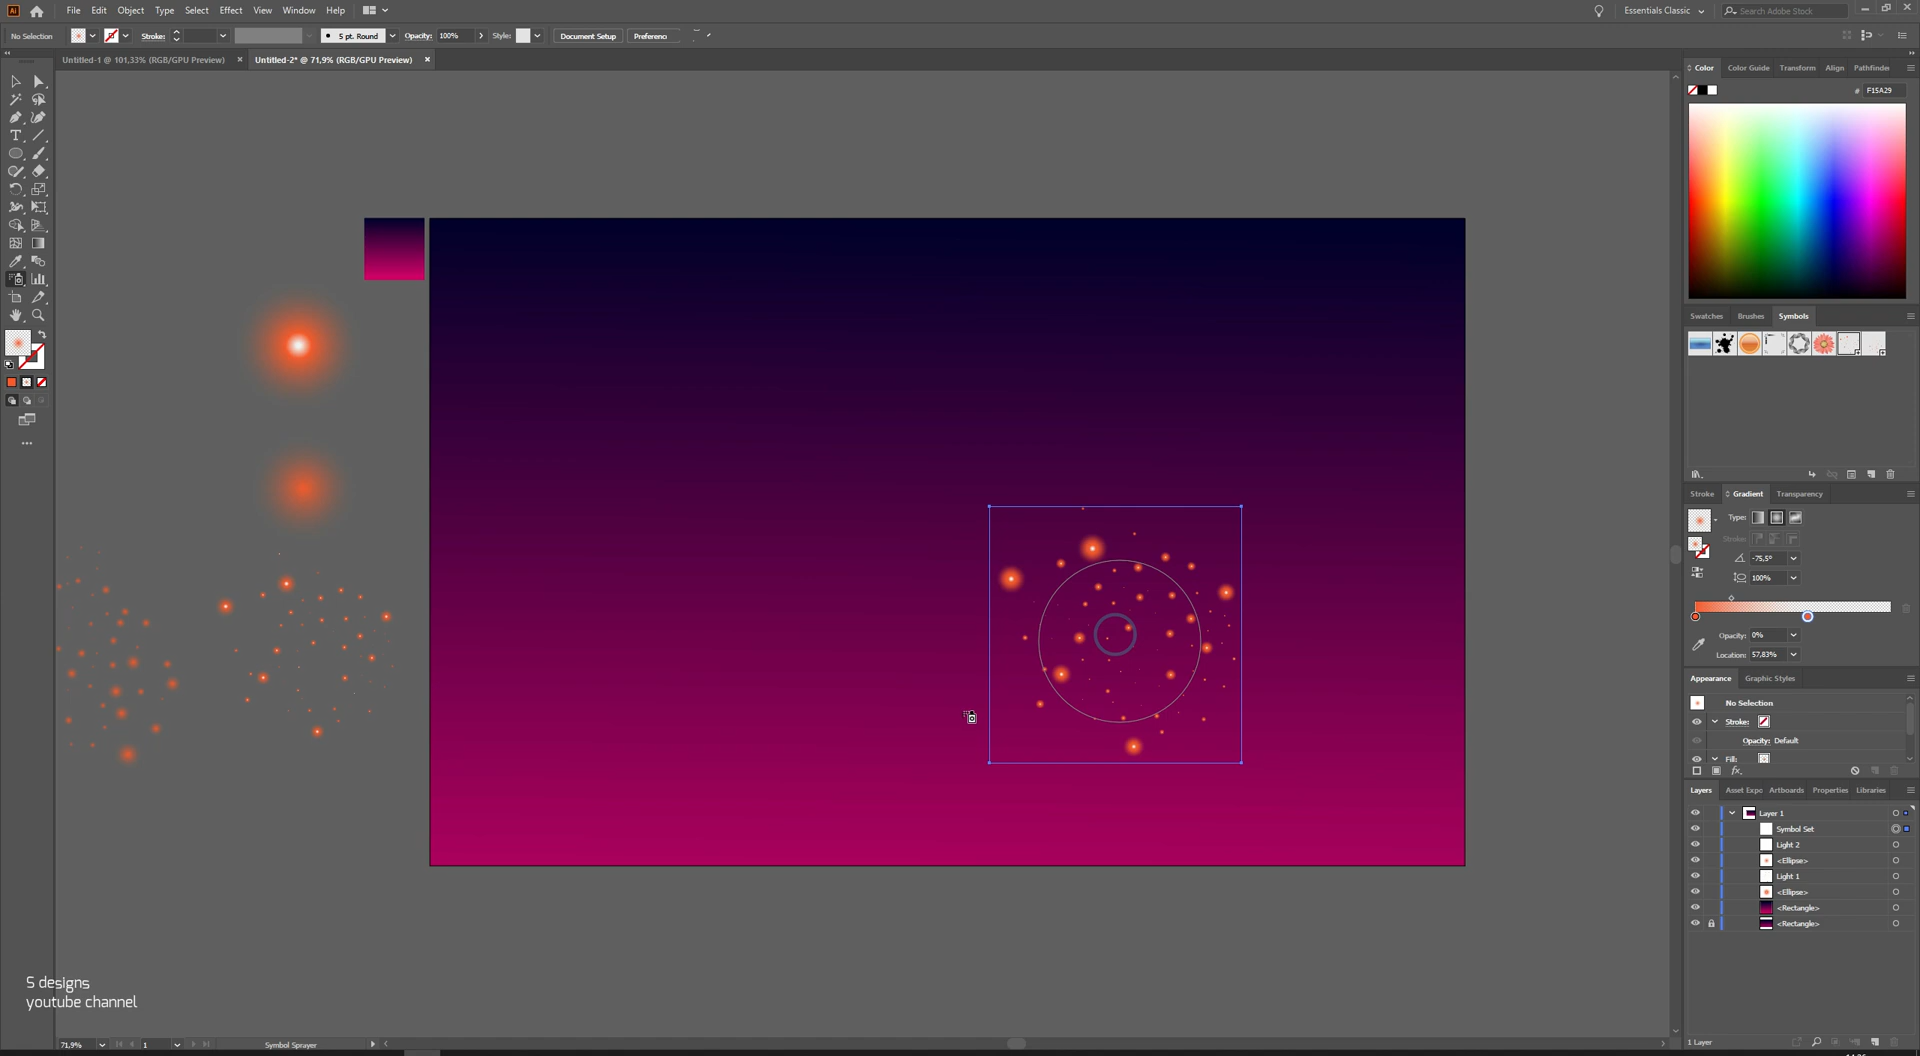 File Edit Object Type Select Effect View Window Help
Essentials Classic
Search Adobe Stock
No Selection
Stroke:
5 pt. Round
Opacity: 100%
Style:
Document Setup
Preferenc
Untitled-1 @ 101,33% (RGB/GPU Preview)
Untitled-2* @ 71,9% (RGB/GPU Preview)
Color Color Guide Transform Align Pathfinder
# F15A29
Swatches Brushes Symbols
Stroke Gradient Transparency
Type:
Stroke:
-75,5°
100%
Opacity: 0%
Location: 57,83%
Appearance Graphic Styles
No Selection
Stroke:
Opacity: Default
Fill:
fx
Layers Asset Expo Artboards Properties Libraries
Layer 1
Symbol Set
Light 2
<Ellipse>
Light 1
<Ellipse>
<Rectangle>
<Rectangle>
1 Layer
S designs
youtube channel
71,9%
1
Symbol Sprayer